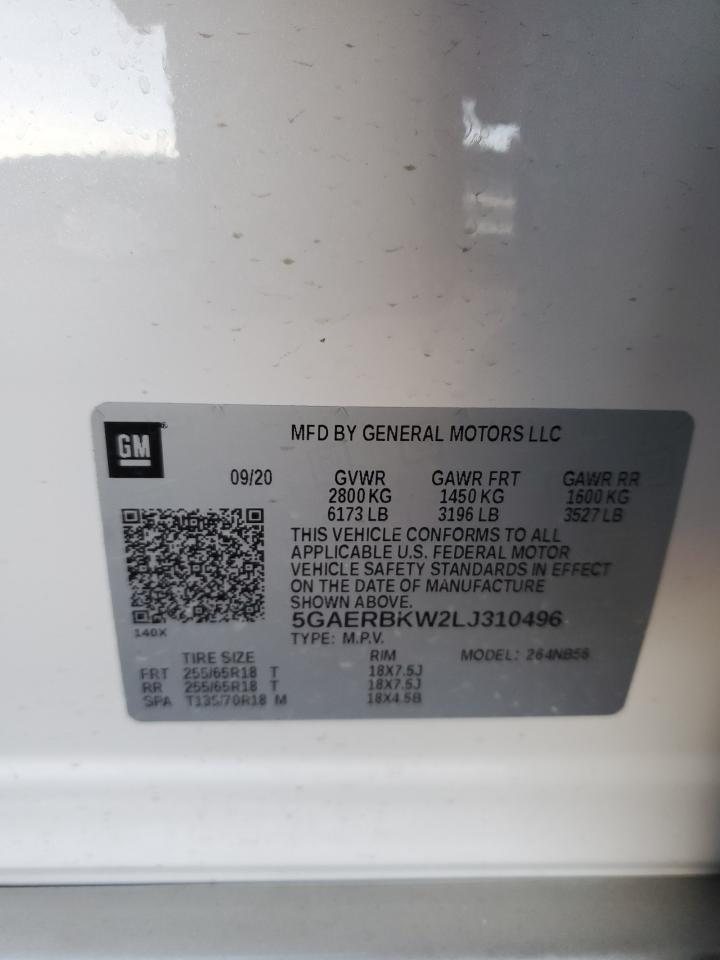 GM
MFD BY GENERAL MOTORS LLC
09/20 GVWR GAWR FRT GAWR RR
2800 KG 1450 KG 1600 KG
6173 LB 3196 LB 3527 LB
THIS VEHICLE CONFORMS TO ALL
APPLICABLE U.S. FEDERAL MOTOR
VEHICLE SAFETY STANDARDS IN EFFECT
ON THE DATE OF MANUFACTURE
SHOWN ABOVE.
5GAERBKW2LJ310496
140X
TYPE: M.P.V.
TIRE SIZE RIM MODEL: 264NB56
FRT 255/65R18 T 18X7.5J
RR 255/65R18 T 18X7.5J
SPA T135/70R18 M 18X4.5B